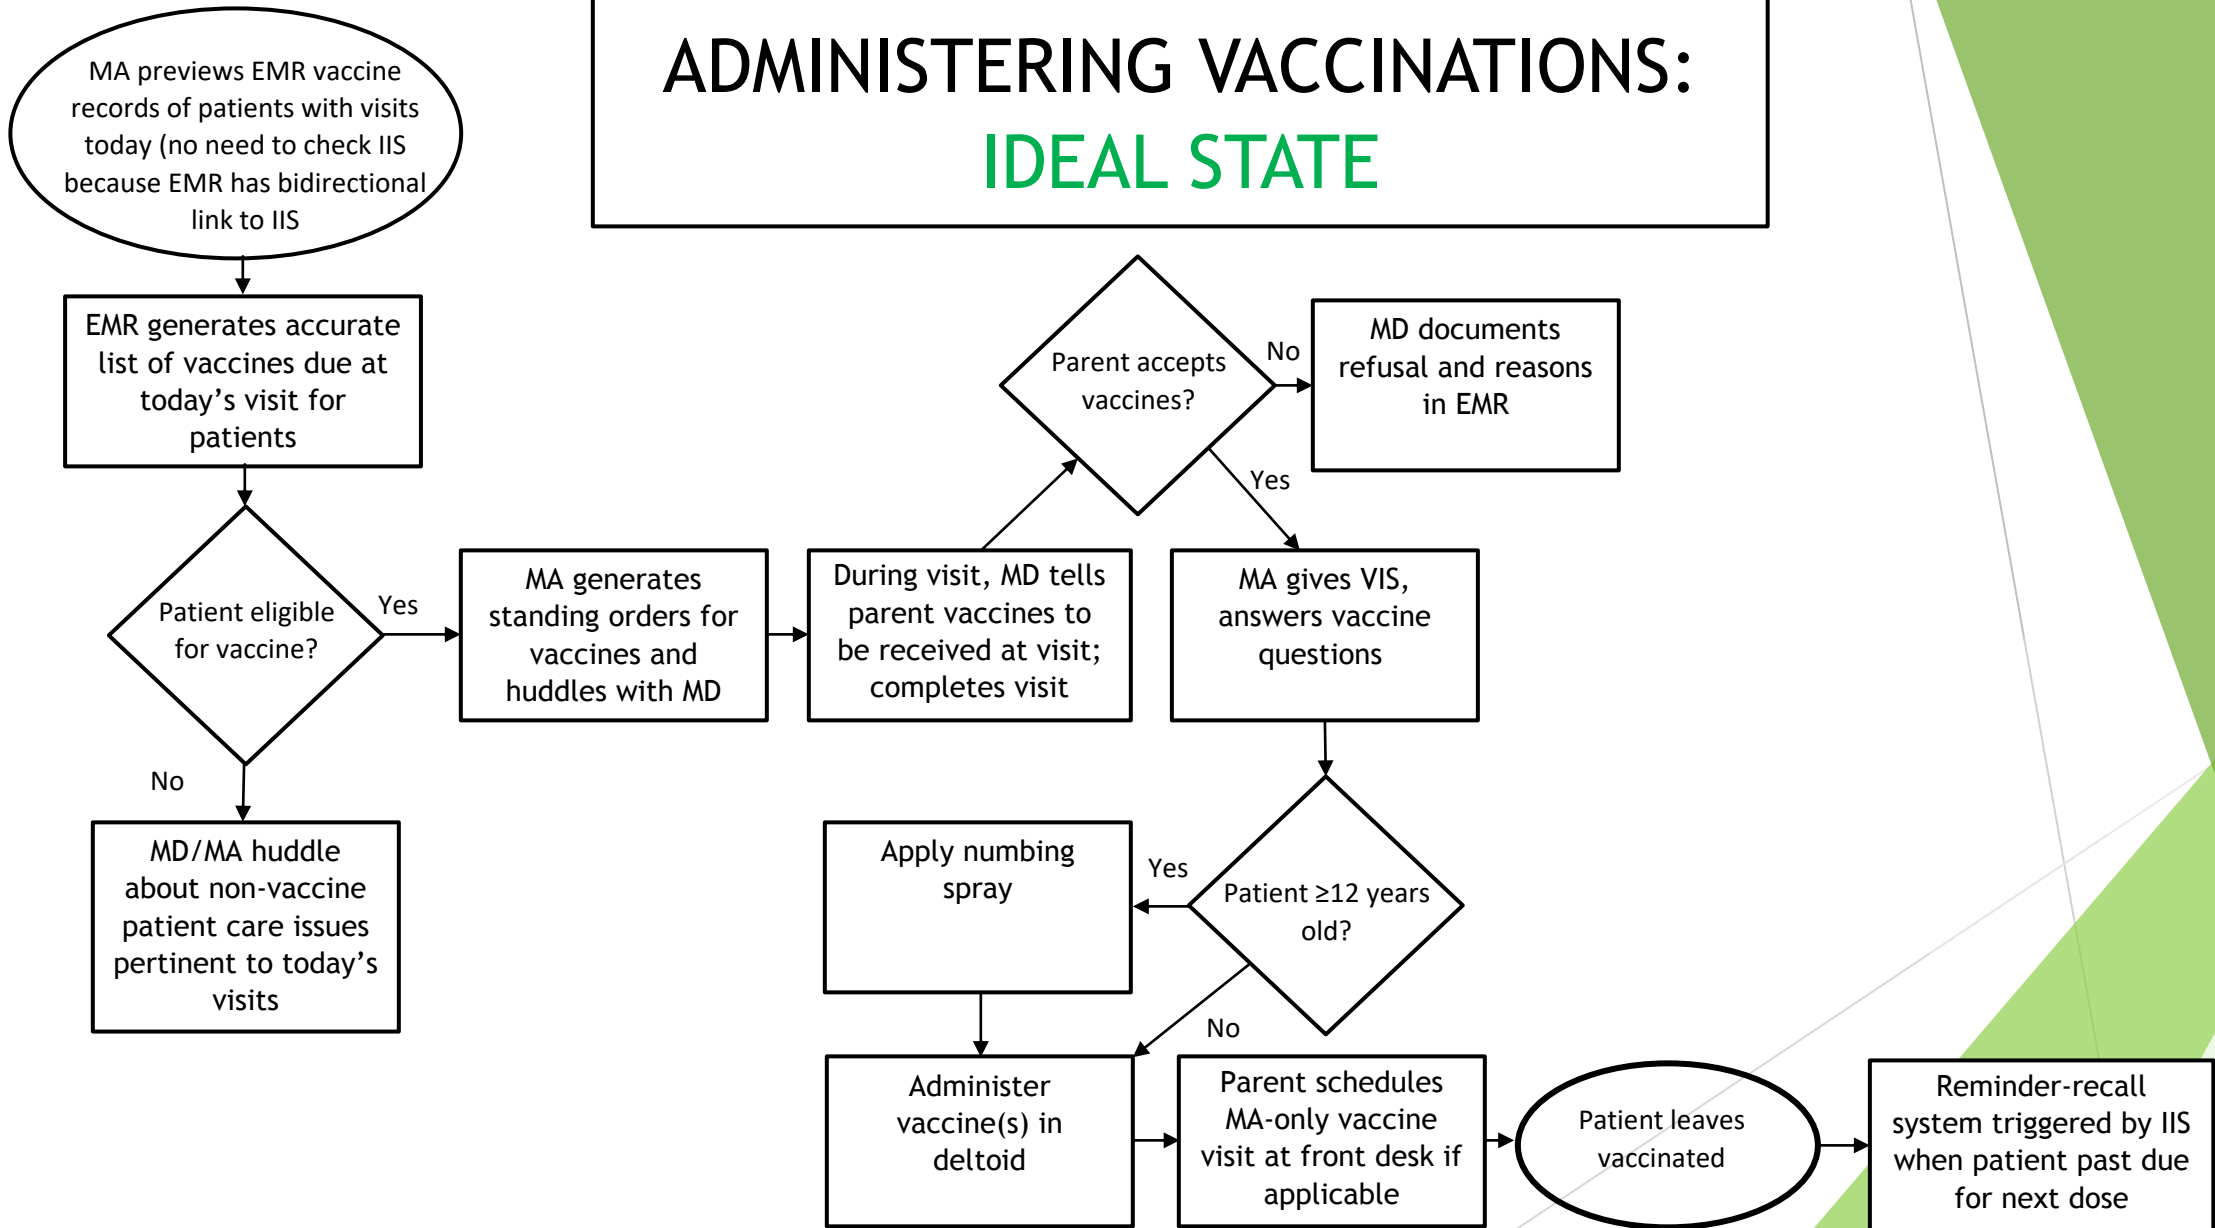 ADMINISTERING VACCINATIONS:
IDEAL STATE
MA previews EMR vaccine
records of patients with visits
today (no need to check IIS
because EMR has bidirectional
link to IIS
EMR generates accurate
list of vaccines due at
today’s visit for
patients
Patient eligible
for vaccine?
Yes
No
MD/MA huddle
about non-vaccine
patient care issues
pertinent to today’s
visits
MA generates
standing orders for
vaccines and
huddles with MD
During visit, MD tells
parent vaccines to
be received at visit;
completes visit
Parent accepts
vaccines?
No
MD documents
refusal and reasons
in EMR
Yes
MA gives VIS,
answers vaccine
questions
Patient ≥12 years
old?
Yes
Apply numbing
spray
No
Administer
vaccine(s) in
deltoid
Parent schedules
MA-only vaccine
visit at front desk if
applicable
Patient leaves
vaccinated
Reminder-recall
system triggered by IIS
when patient past due
for next dose